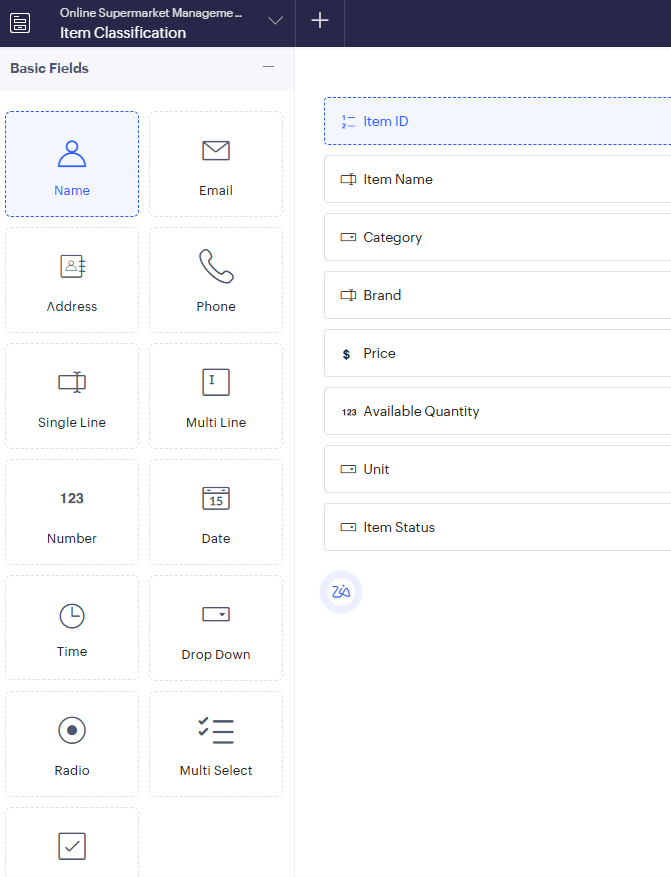 Online Supermarket Manageme...
Item Classification
Basic Fields
Name
Email
Address
Phone
Single Line
Multi Line
123
Number
15
Date
Time
Drop Down
Radio
Multi Select
Item ID
Item Name
Category
Brand
$ Price
123 Available Quantity
Unit
Item Status
Zia